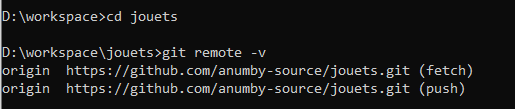 D:\workspace>cd jouets
D:\workspace\jouets>git remote -v
origin  https://github.com/anumby-source/jouets.git (fetch)
origin  https://github.com/anumby-source/jouets.git (push)